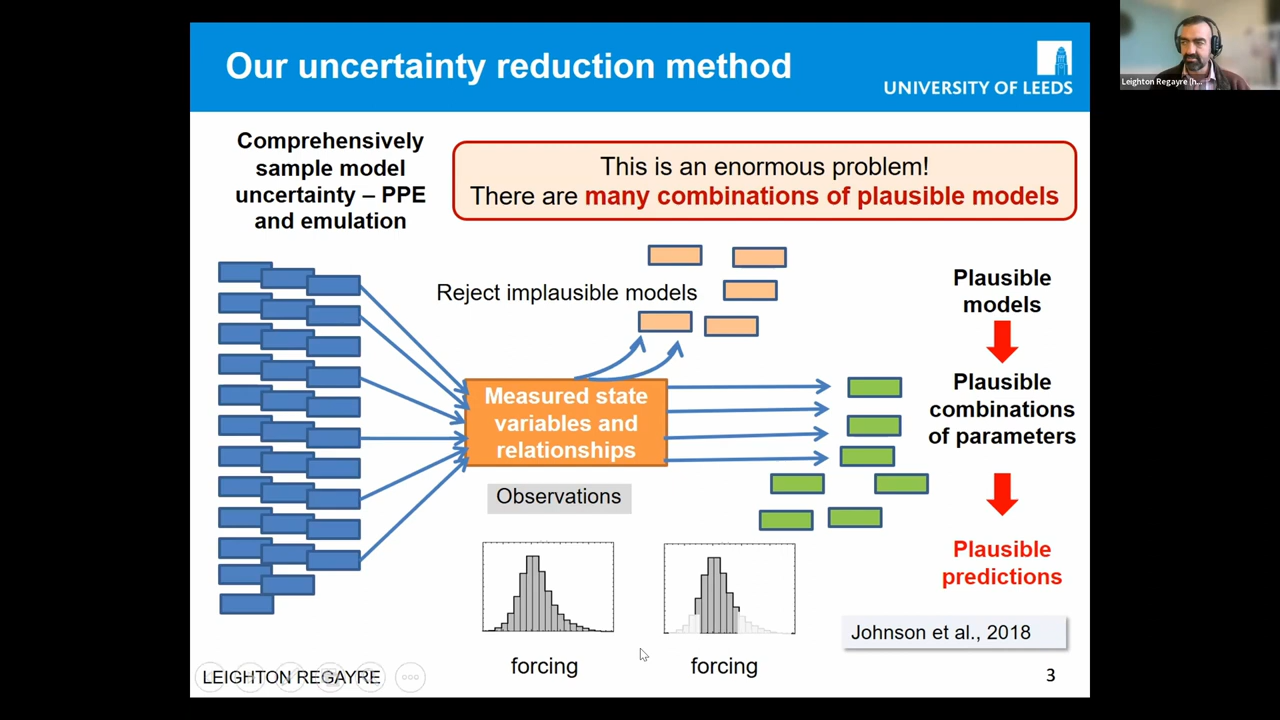 Our uncertainty reduction method
UNIVERSITY OF LEEDS
Leighton Regayre (h...
Comprehensively
sample model
uncertainty – PPE
and emulation
This is an enormous problem!
There are many combinations of plausible models
Reject implausible models
Measured state
variables and
relationships
Observations
forcing
forcing
Plausible
models
Plausible
combinations
of parameters
Plausible
predictions
Johnson et al., 2018
LEIGHTON REGAYRE
3